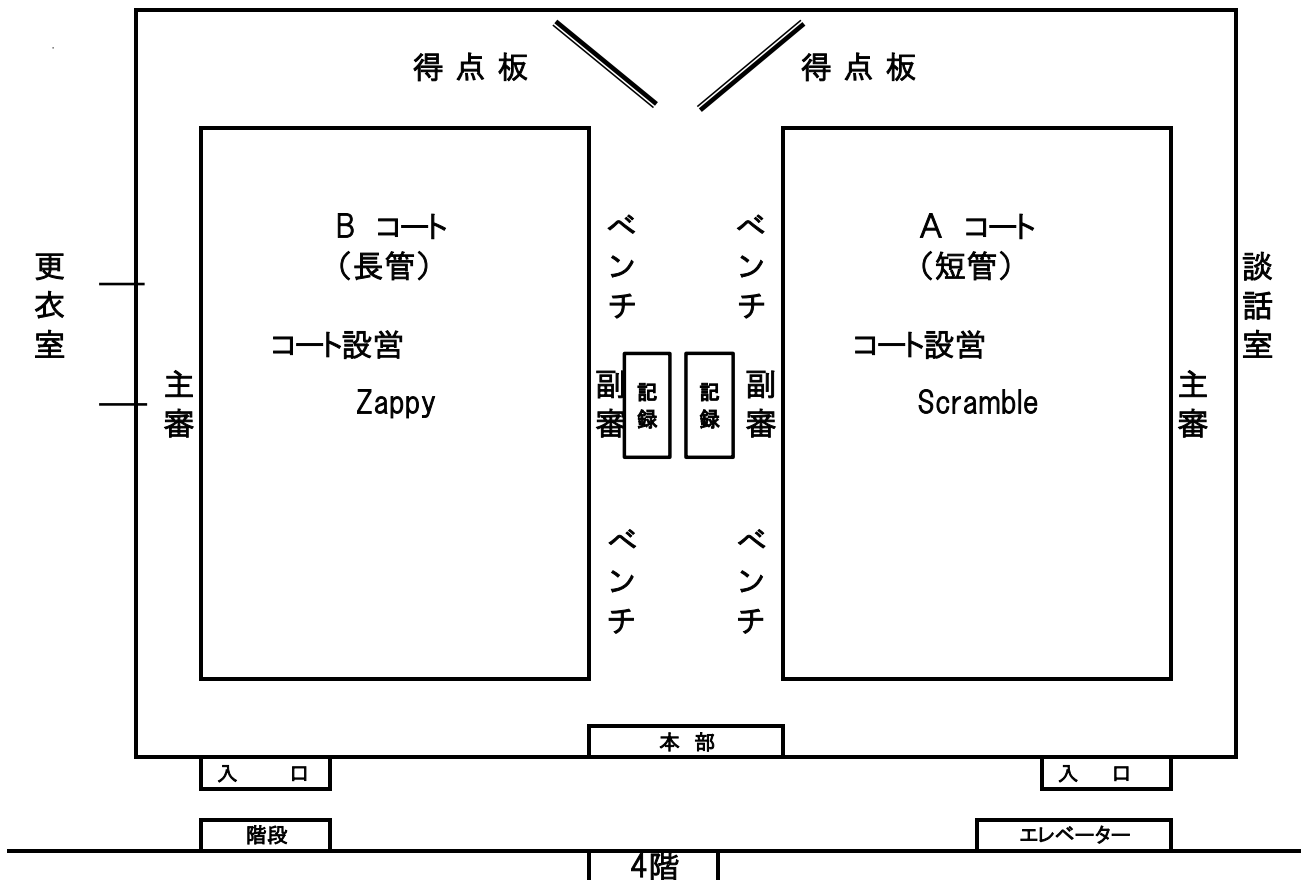 得点板
得点板
B コート
(長管)
コート設営
Zappy
A コート
(短管)
コート設営
Scramble
ベンチ
ベンチ
更衣室
談話室
主審
副審
記録
記録
副審
主審
ベンチ
ベンチ
本部
入口
入口
階段
エレベーター
4階